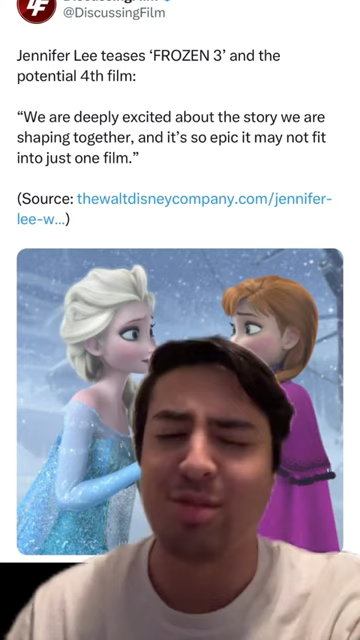 @DiscussingFilm
Jennifer Lee teases ‘FROZEN 3’ and the
potential 4th film:
“We are deeply excited about the story we are
shaping together, and it’s so epic it may not fit
into just one film.”
(Source: thewaltdisneycompany.com/jennifer-
lee-w...)